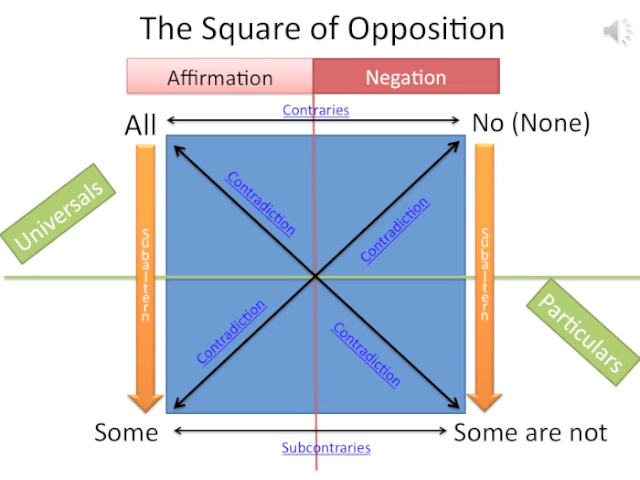 The Square of Opposition
Affirmation
Negation
Contraries
All
No (None)
Contradiction
Contradiction
Universals
Subaltern
Subaltern
Contradiction
Contradiction
Particulars
Some
Some are not
Subcontraries